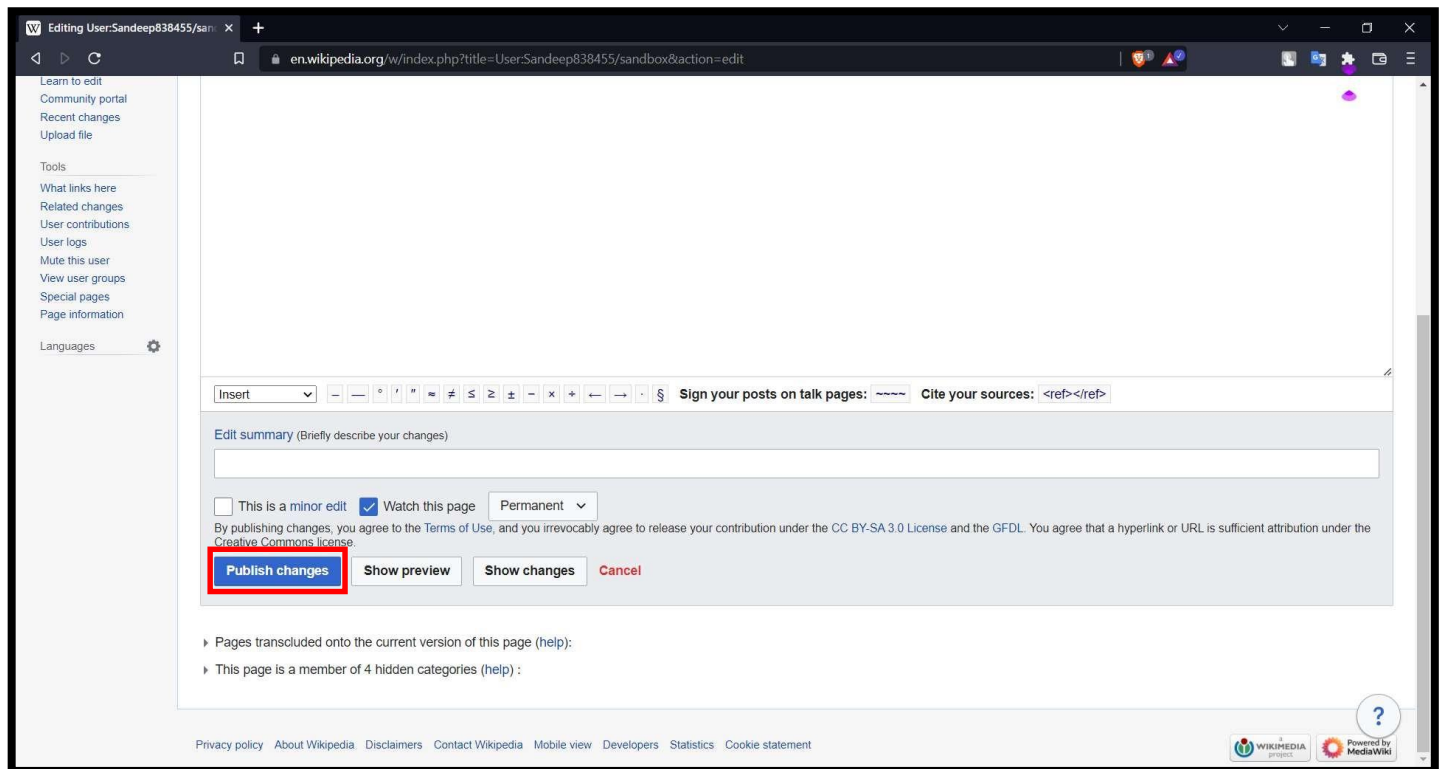 Editing User:Sandeep838455/sand
en.wikipedia.org/w/index.php?title=User:Sandeep838455/sandbox&action=edit
Learn to edit
Community portal
Recent changes
Upload file
Tools
What links here
Related changes
User contributions
User logs
Mute this user
View user groups
Special pages
Page information
Languages
Insert – — ° ′ ″ ≈ ≠ ≤ ≥ ± − × ÷ ← → · § Sign your posts on talk pages: ~~~~ Cite your sources: <ref></ref>
Edit summary (Briefly describe your changes)
This is a minor edit Watch this page Permanent
By publishing changes, you agree to the Terms of Use, and you irrevocably agree to release your contribution under the CC BY-SA 3.0 License and the GFDL. You agree that a hyperlink or URL is sufficient attribution under the
Creative Commons license.
Publish changes Show preview Show changes Cancel
Pages transcluded onto the current version of this page (help):
This page is a member of 4 hidden categories (help) :
?
Privacy policy About Wikipedia Disclaimers Contact Wikipedia Mobile view Developers Statistics Cookie statement
a WIKIMEDIA project
Powered by MediaWiki